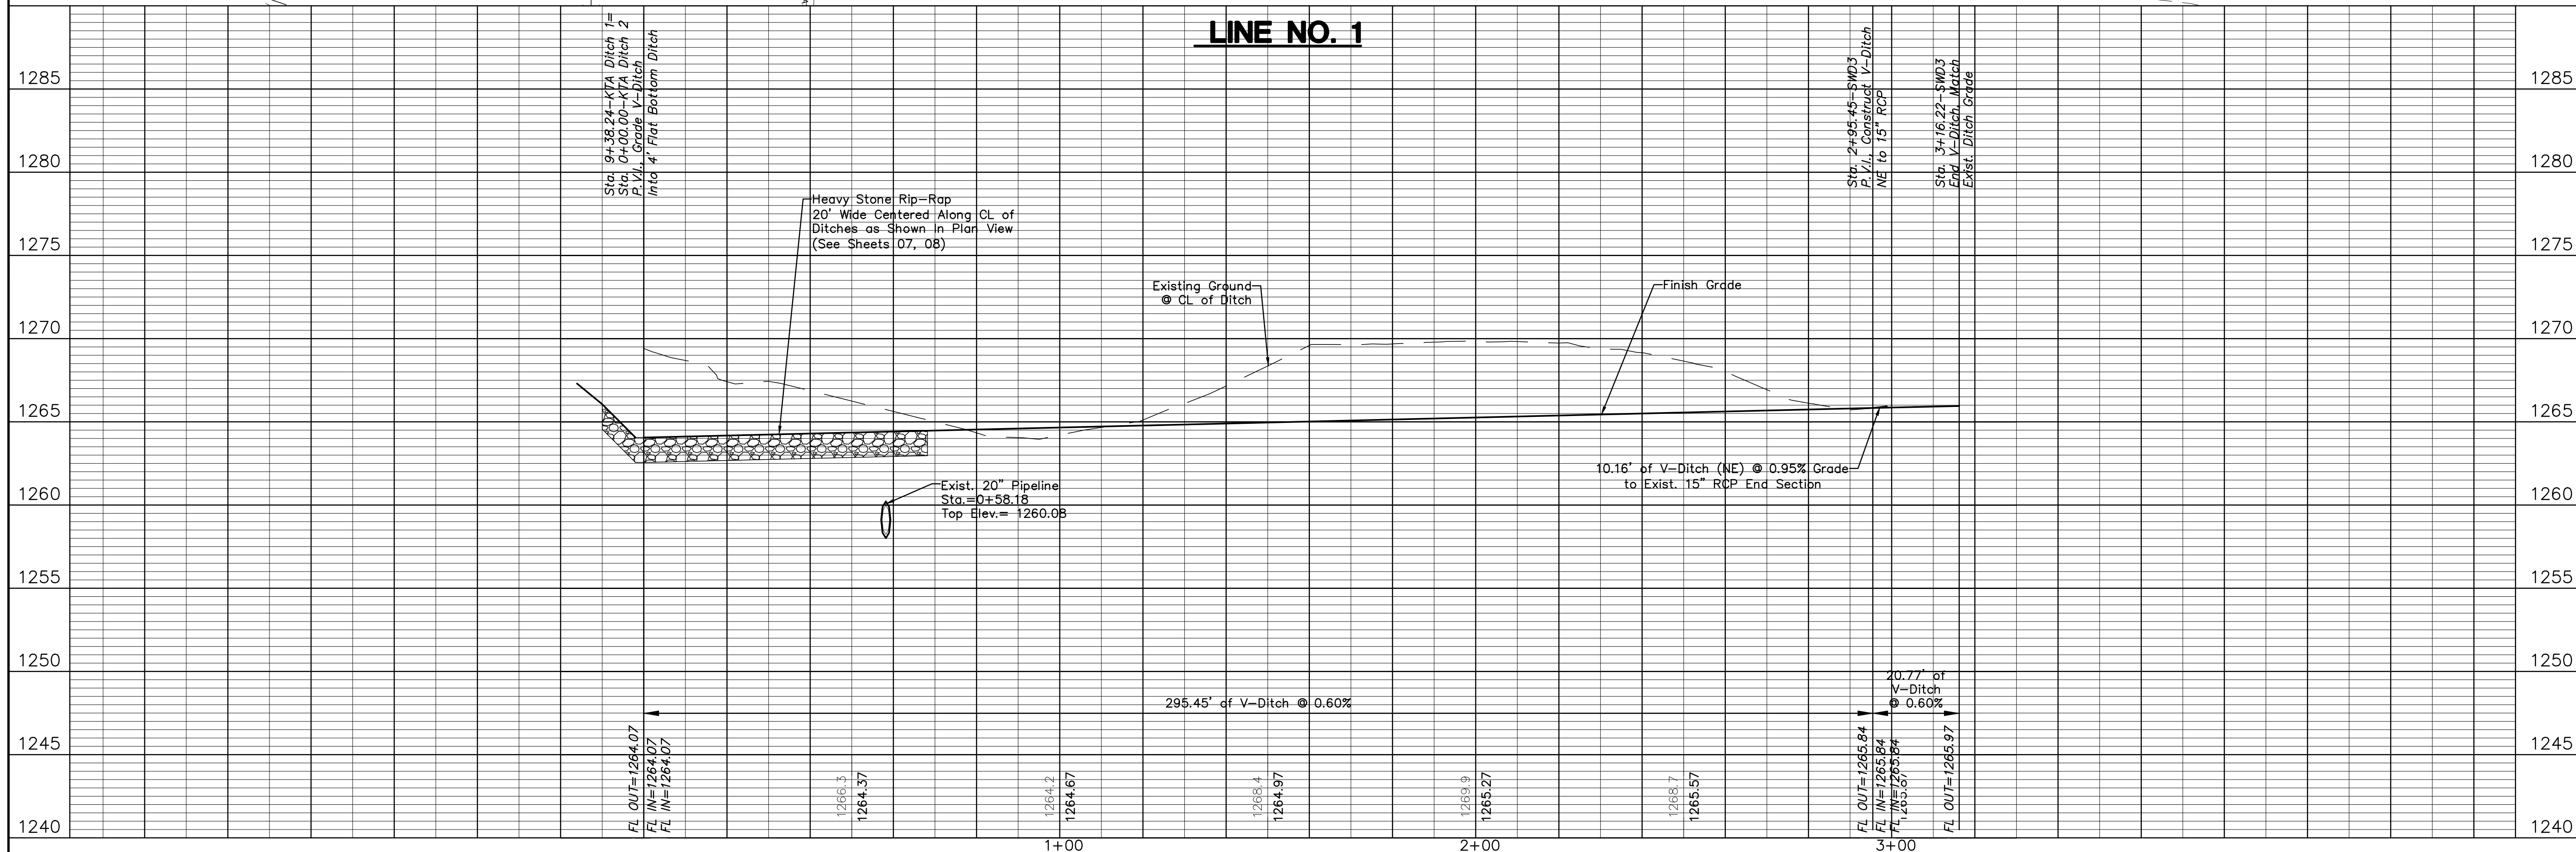 LINE NO. 1
Sta. 9+38.24-KTA Ditch 1=
Sta. 0+00.00-KTA Ditch 2
P.V.I., Grade V-Ditch
Into 4' Flat Bottom Ditch
Sta. 2+95.45-SWD3
P.V.I., Construct V-Ditch
NE to 15" RCP
Sta. 3+16.22-SWD3
End V-Ditch, Match
Exist. Ditch Grade
1285
1285
1280
1280
1275
1275
1270
1270
1265
1265
1260
1260
1255
1255
1250
1250
1245
1245
1240
1240
Heavy Stone Rip-Rap
20' Wide Centered Along CL of
Ditches as Shown In Plan View
(See Sheets 07, 08)
Existing Ground
@ CL of Ditch
Finish Grade
10.16' of V-Ditch (NE) @ 0.95% Grade
to Exist. 15" RCP End Section
Exist. 20" Pipeline
Sta.=0+58.18
Top Elev.= 1260.08
295.45' of V-Ditch @ 0.60%
20.77' of
V-Ditch
@ 0.60%
FL OUT=1264.07
FL IN=1264.07
FL IN=1264.07
1266.3
1264.37
1264.2
1264.67
1268.4
1264.97
1269.9
1265.27
1268.7
1265.57
FL OUT=1265.84
FL IN=1265.84
FL IN=1265.84
1265.87
FL OUT=1265.97
1+00
2+00
3+00